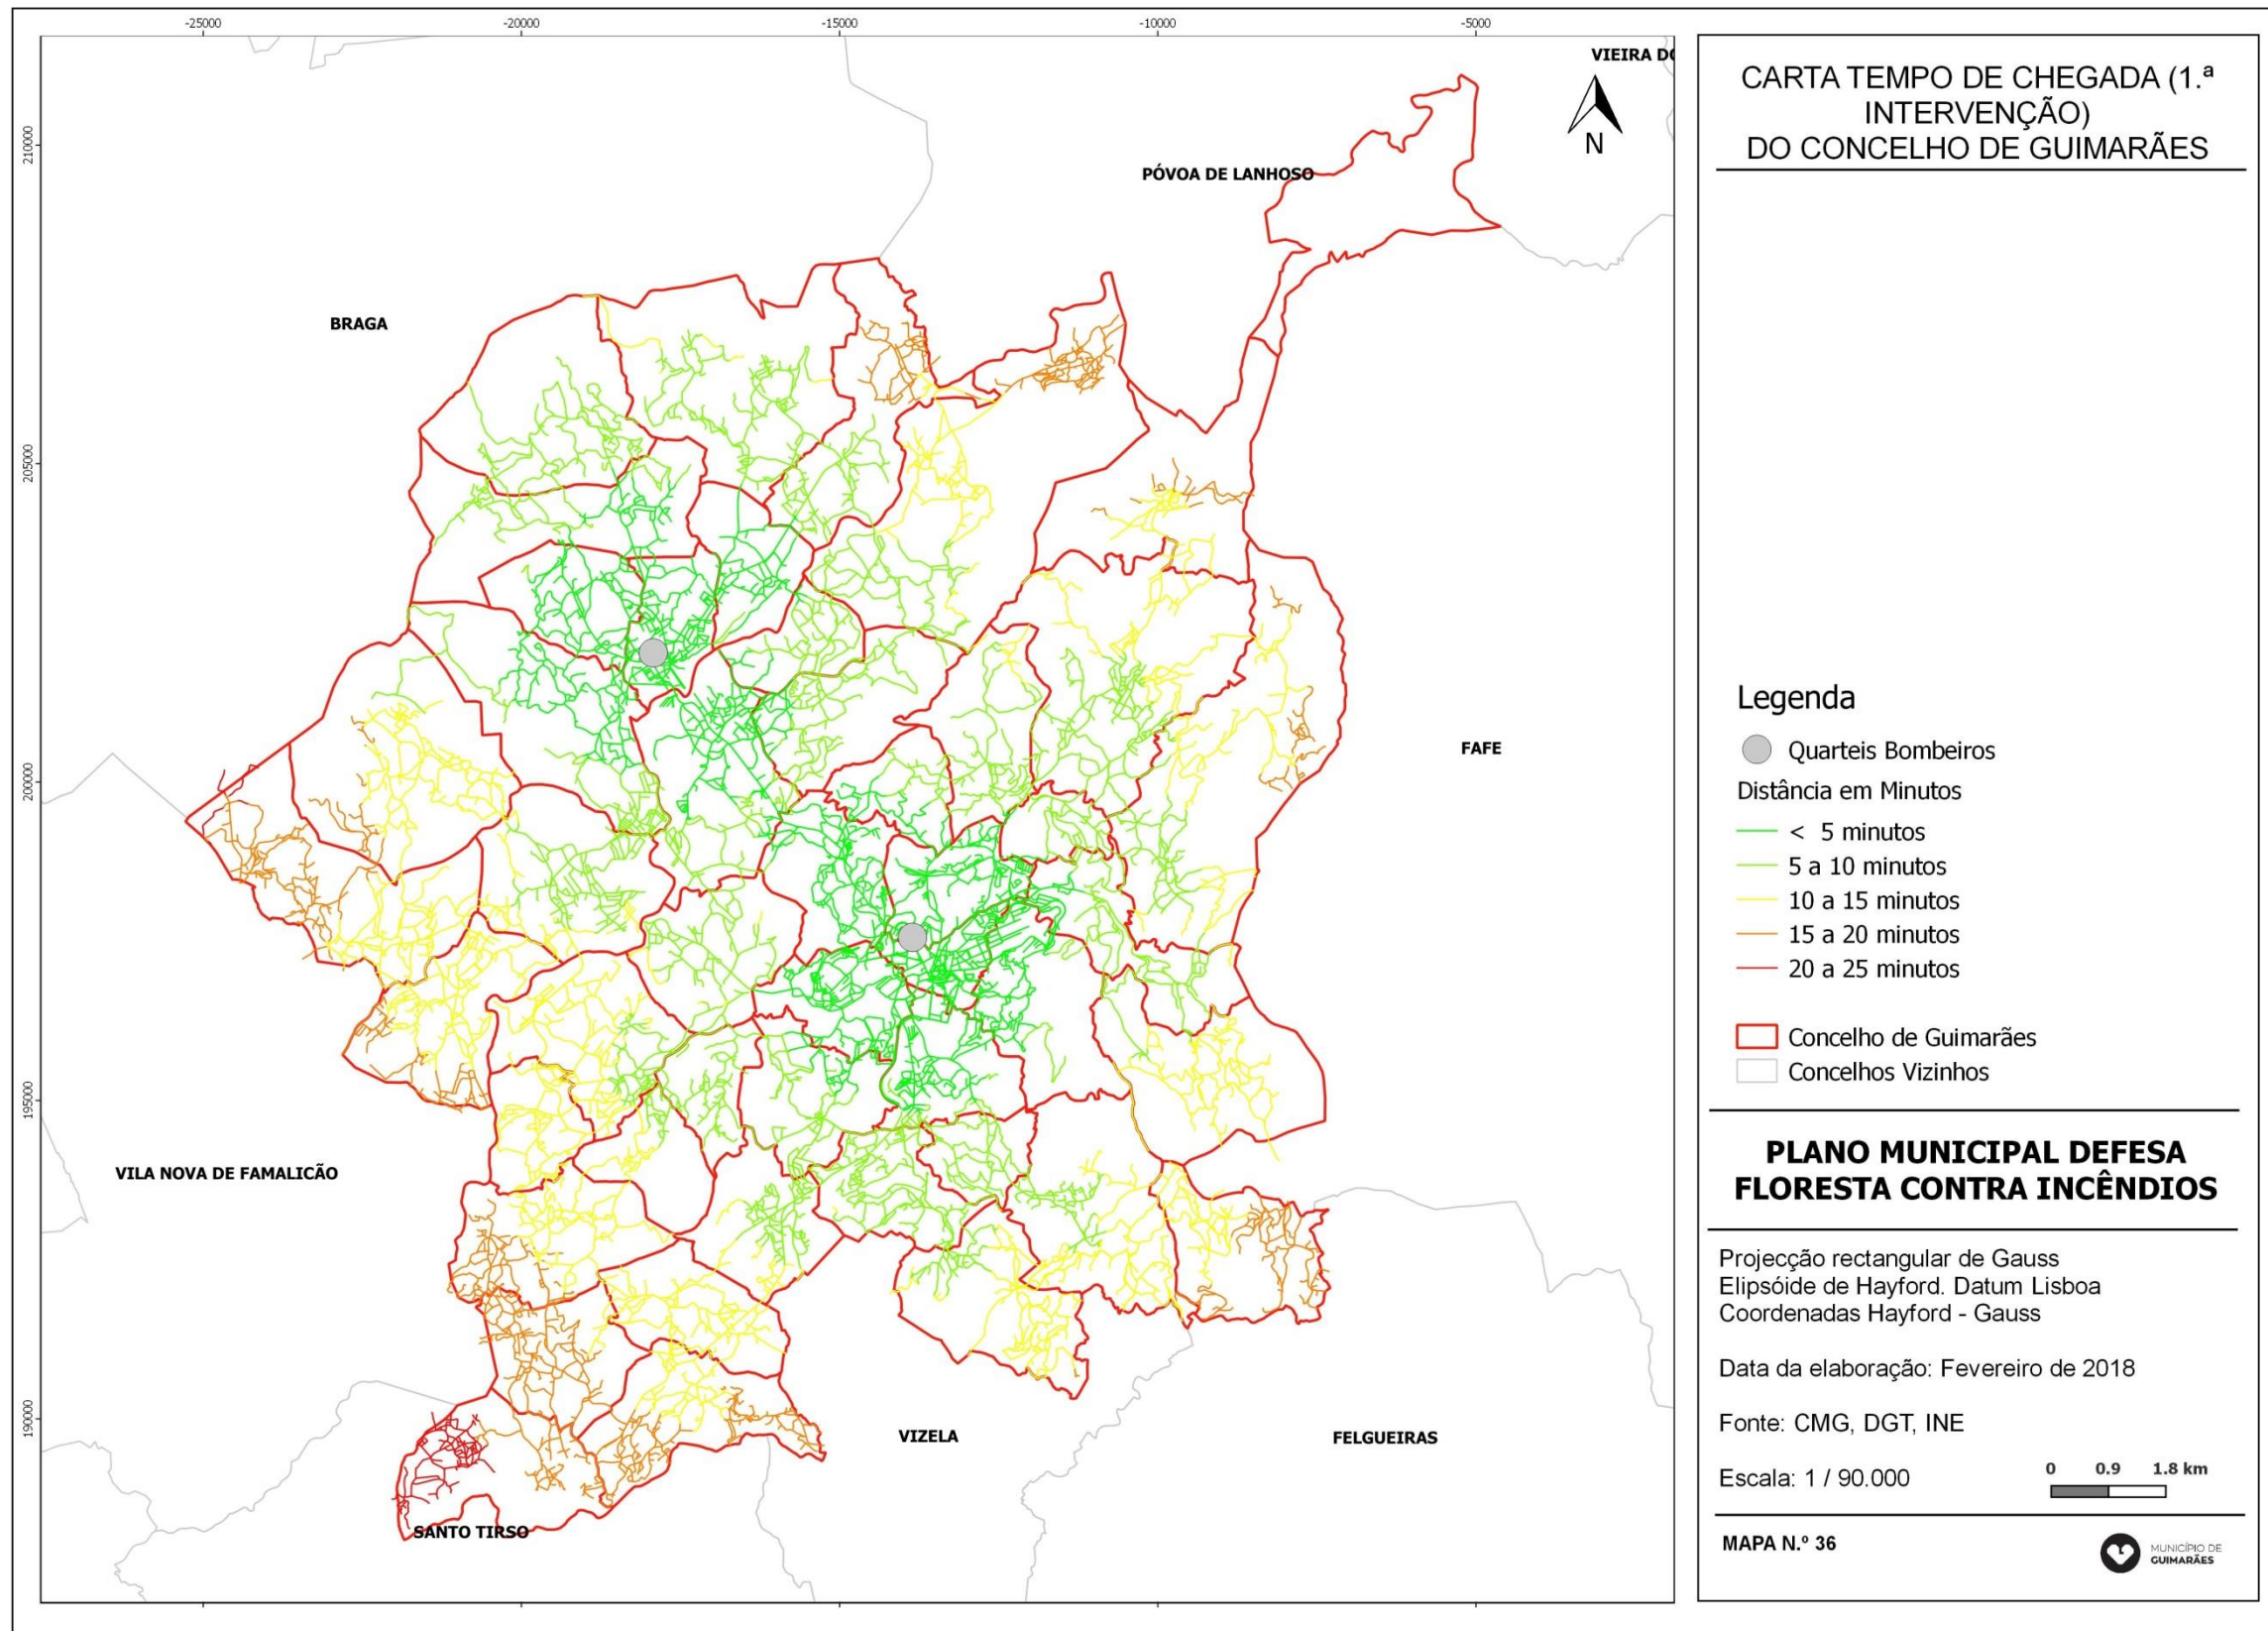 -25000
-20000
-15000
-10000
-5000
210000
205000
200000
195000
190000
VIEIRA DO
N
PÓVOA DE LANHOSO
BRAGA
FAFE
VILA NOVA DE FAMALICÃO
VIZELA
FELGUEIRAS
SANTO TIRSO
CARTA TEMPO DE CHEGADA (1.ª
INTERVENÇÃO)
DO CONCELHO DE GUIMARÃES
Legenda
Quarteis Bombeiros
Distância em Minutos
< 5 minutos
5 a 10 minutos
10 a 15 minutos
15 a 20 minutos
20 a 25 minutos
Concelho de Guimarães
Concelhos Vizinhos
PLANO MUNICIPAL DEFESA
FLORESTA CONTRA INCÊNDIOS
Projecção rectangular de Gauss
Elipsóide de Hayford. Datum Lisboa
Coordenadas Hayford - Gauss
Data da elaboração: Fevereiro de 2018
Fonte: CMG, DGT, INE
Escala: 1 / 90.000
0 0.9 1.8 km
MAPA N.º 36
MUNICÍPIO DE
GUIMARÃES